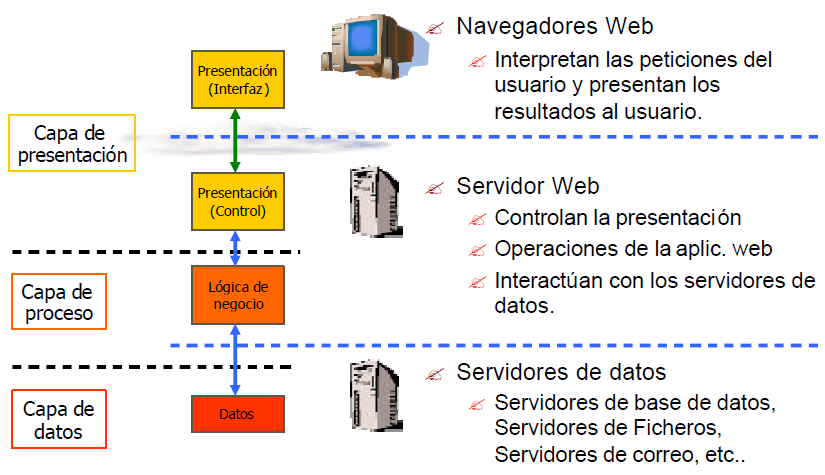 Navegadores Web
Interpretan las peticiones del
usuario y presentan los
resultados al usuario.
Presentación
(Interfaz)
Capa de
presentación
Presentación
(Control)
Servidor Web
Controlan la presentación
Operaciones de la aplic. web
Interactúan con los servidores de
datos.
Capa de
proceso
Lógica de
negocio
Servidores de datos
Servidores de base de datos,
Servidores de Ficheros,
Servidores de correo, etc..
Capa de
datos
Datos